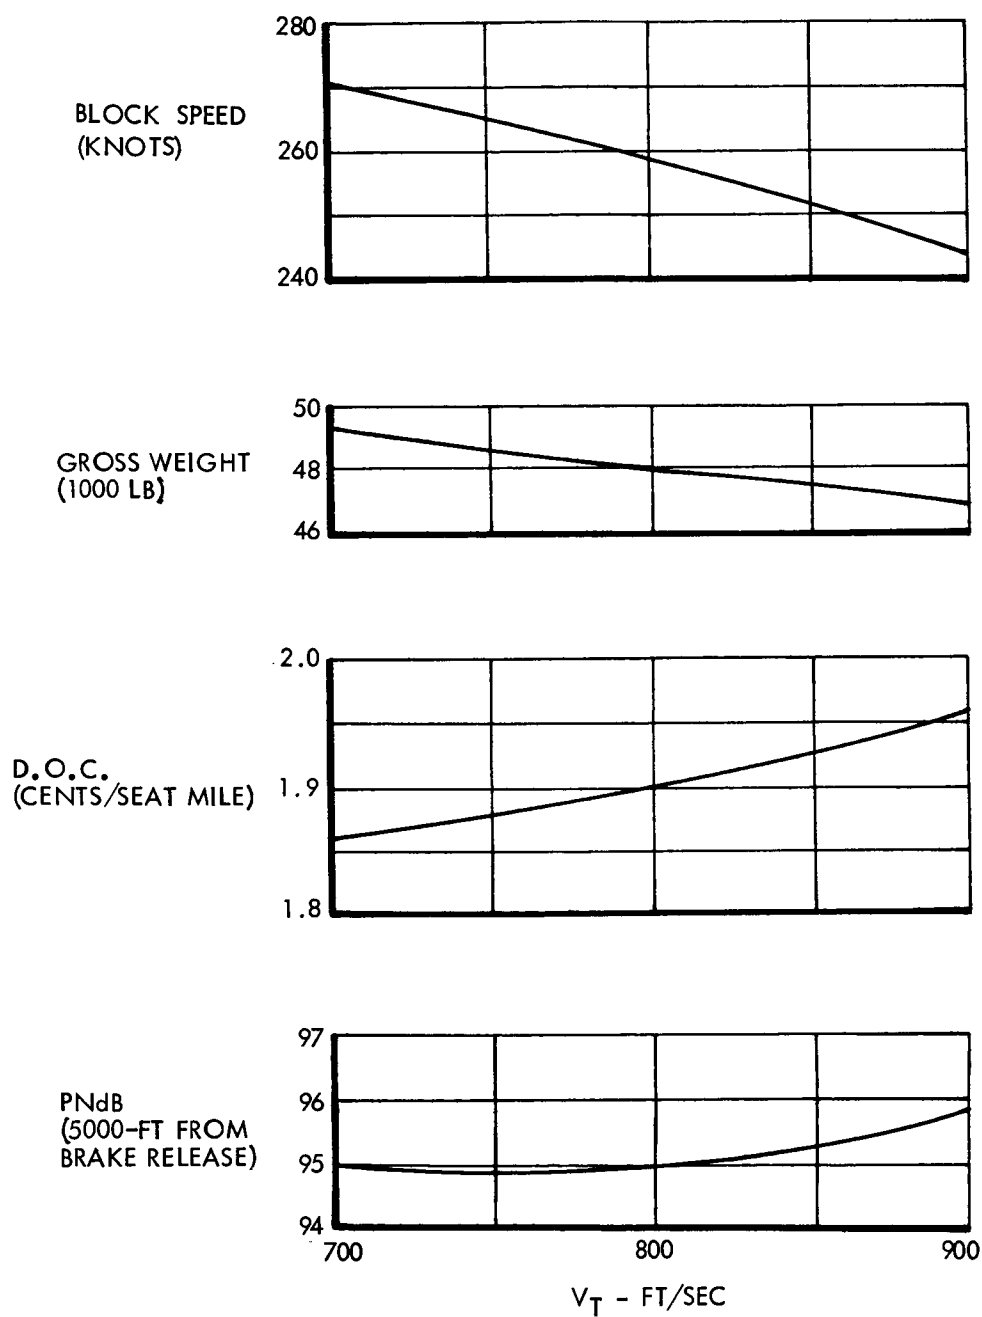 280
BLOCK SPEED
(KNOTS)
260
240
50
GROSS WEIGHT
48
(1000 LB)
46
2.0
D.O.C.
1.9
(CENTS/SEAT MILE)
1.8
97
PNdB
96
(5000-FT FROM
BRAKE RELEASE)
95
94
700 800 900
VT - FT/SEC